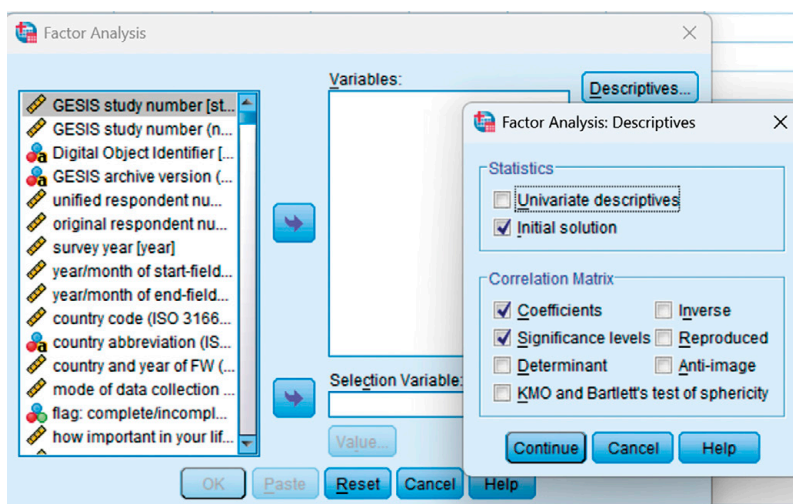 Factor Analysis
Variables:
Descriptives...
GESIS study number [st...
GESIS study number (n...
Digital Object Identifier [...
GESIS archive version (...
unified respondent nu...
original respondent nu...
survey year [year]
year/month of start-field...
year/month of end-field...
country code (ISO 3166...
country abbreviation (IS...
country and year of FW (...
mode of data collection ...
flag: complete/incompl...
how important in your lif...
Selection Variable:
Value...
OK
Paste
Reset
Cancel
Help
Factor Analysis: Descriptives
Statistics
Univariate descriptives
Initial solution
Correlation Matrix
Coefficients
Inverse
Significance levels
Reproduced
Determinant
Anti-image
KMO and Bartlett's test of sphericity
Continue
Cancel
Help